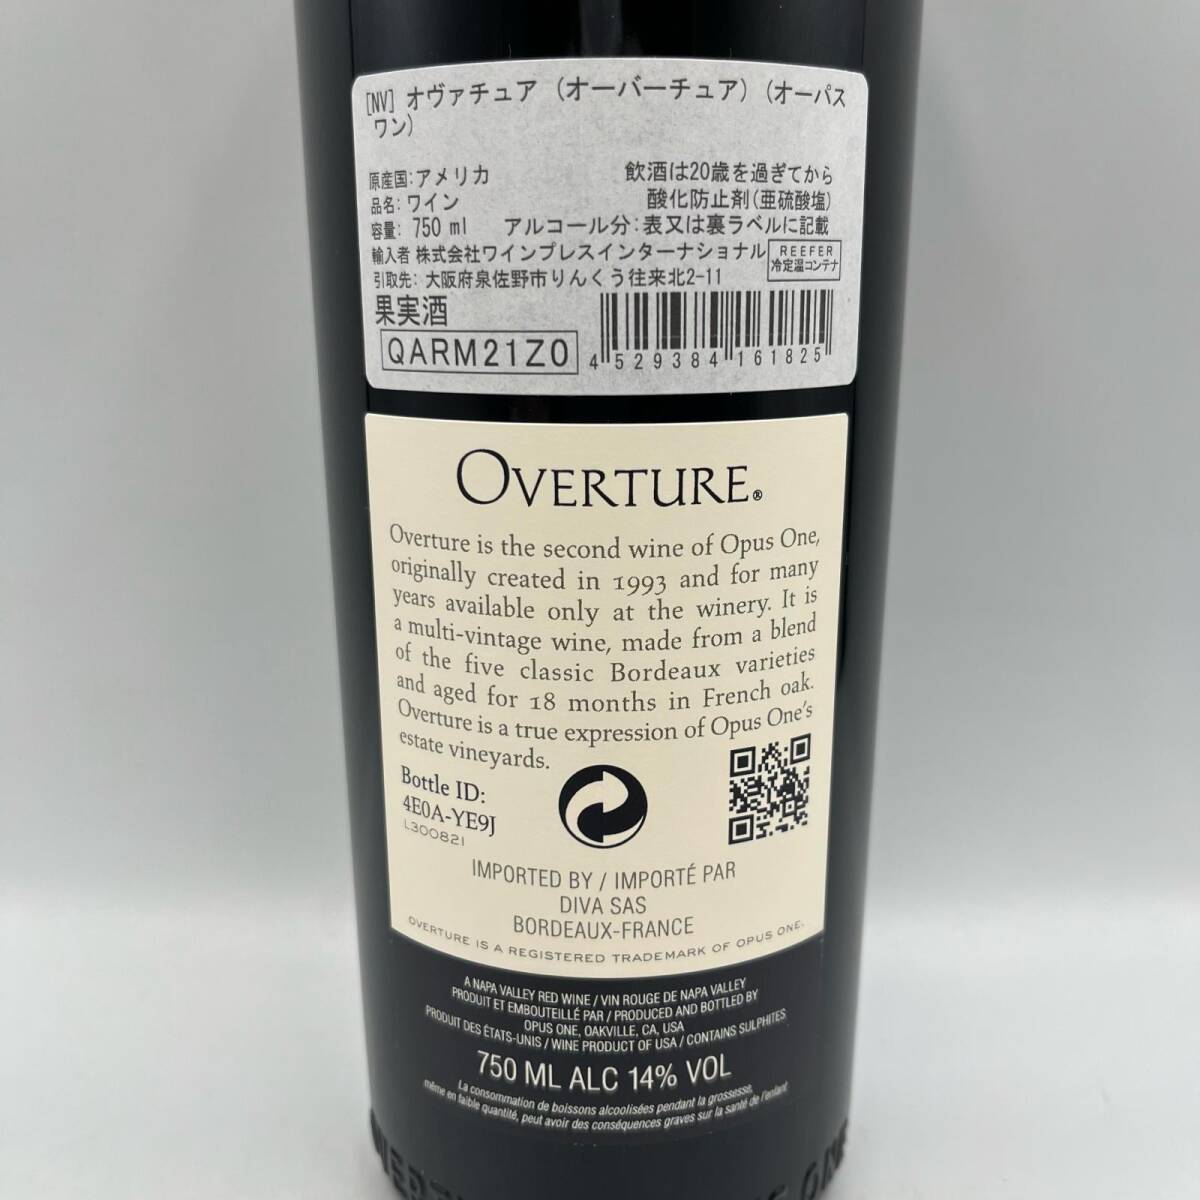 [NV] オヴァチュア (オーバーチュア) (オーパス
ワン)
原産国:アメリカ 飲酒は20歳を過ぎてから
品名:ワイン 酸化防止剤(亜硫酸塩)
容量: 750 ml アルコール分:表又は裏ラベルに記載
輸入者 株式会社ワインプレスインターナショナル
REEFER
冷定温コンテナ
引取先: 大阪府泉佐野市りんくう往来北2-11
果実酒
QARM21Z0
4 529384 161825
OVERTURE®
Overture is the second wine of Opus One,
originally created in 1993 and for many
years available only at the winery. It is
a multi-vintage wine, made from a blend
of the five classic Bordeaux varieties
and aged for 18 months in French oak.
Overture is a true expression of Opus One's
estate vineyards.
Bottle ID:
4E0A-YE9J
L300821
IMPORTED BY / IMPORTÉ PAR
DIVA SAS
BORDEAUX-FRANCE
OVERTURE IS A REGISTERED TRADEMARK OF OPUS ONE.
A NAPA VALLEY RED WINE / VIN ROUGE DE NAPA VALLEY
PRODUIT ET EMBOUTEILLÉ PAR / PRODUCED AND BOTTLED BY
OPUS ONE, OAKVILLE, CA, USA
PRODUIT DES ÉTATS-UNIS / WINE PRODUCT OF USA / CONTAINS SULPHITES
750 ML ALC 14% VOL
La consommation de boissons alcoolisées pendant la grossesse,
même en faible quantité, peut avoir des conséquences graves sur la santé de l'enfant